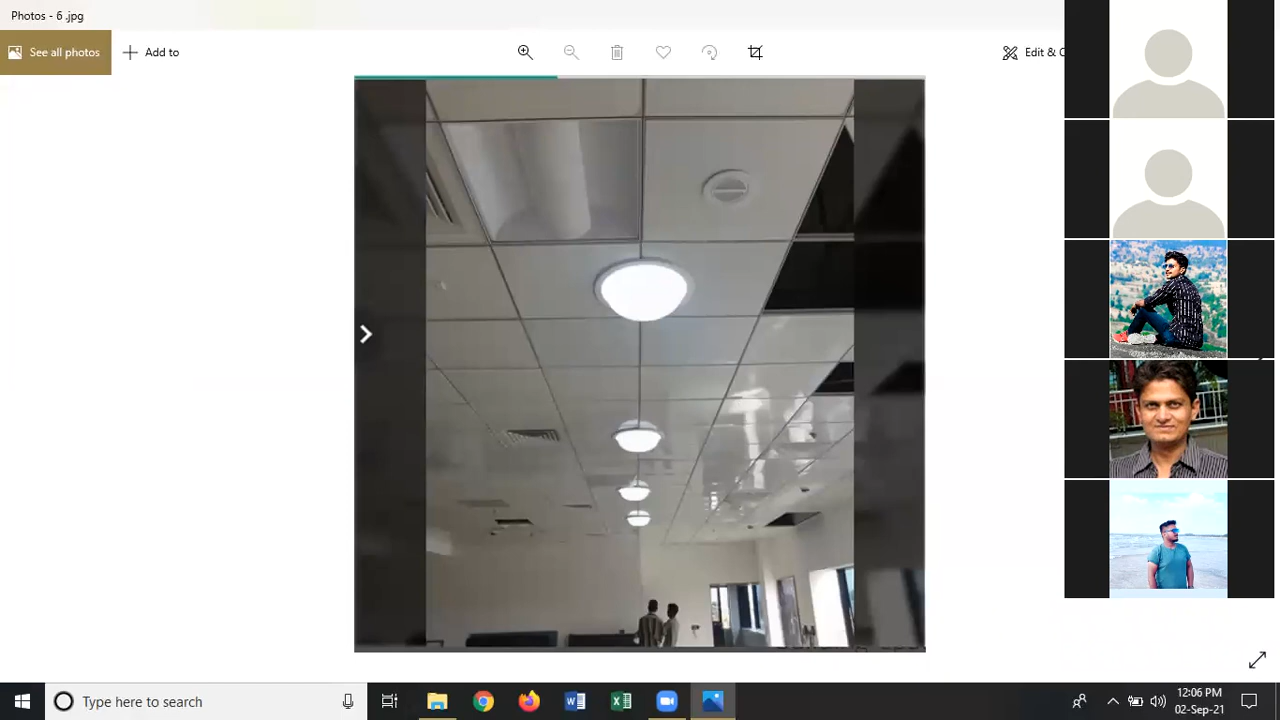 Photos - 6 .jpg
See all photos
Add to
Edit & C
Type here to search
12:06 PM
02-Sep-21